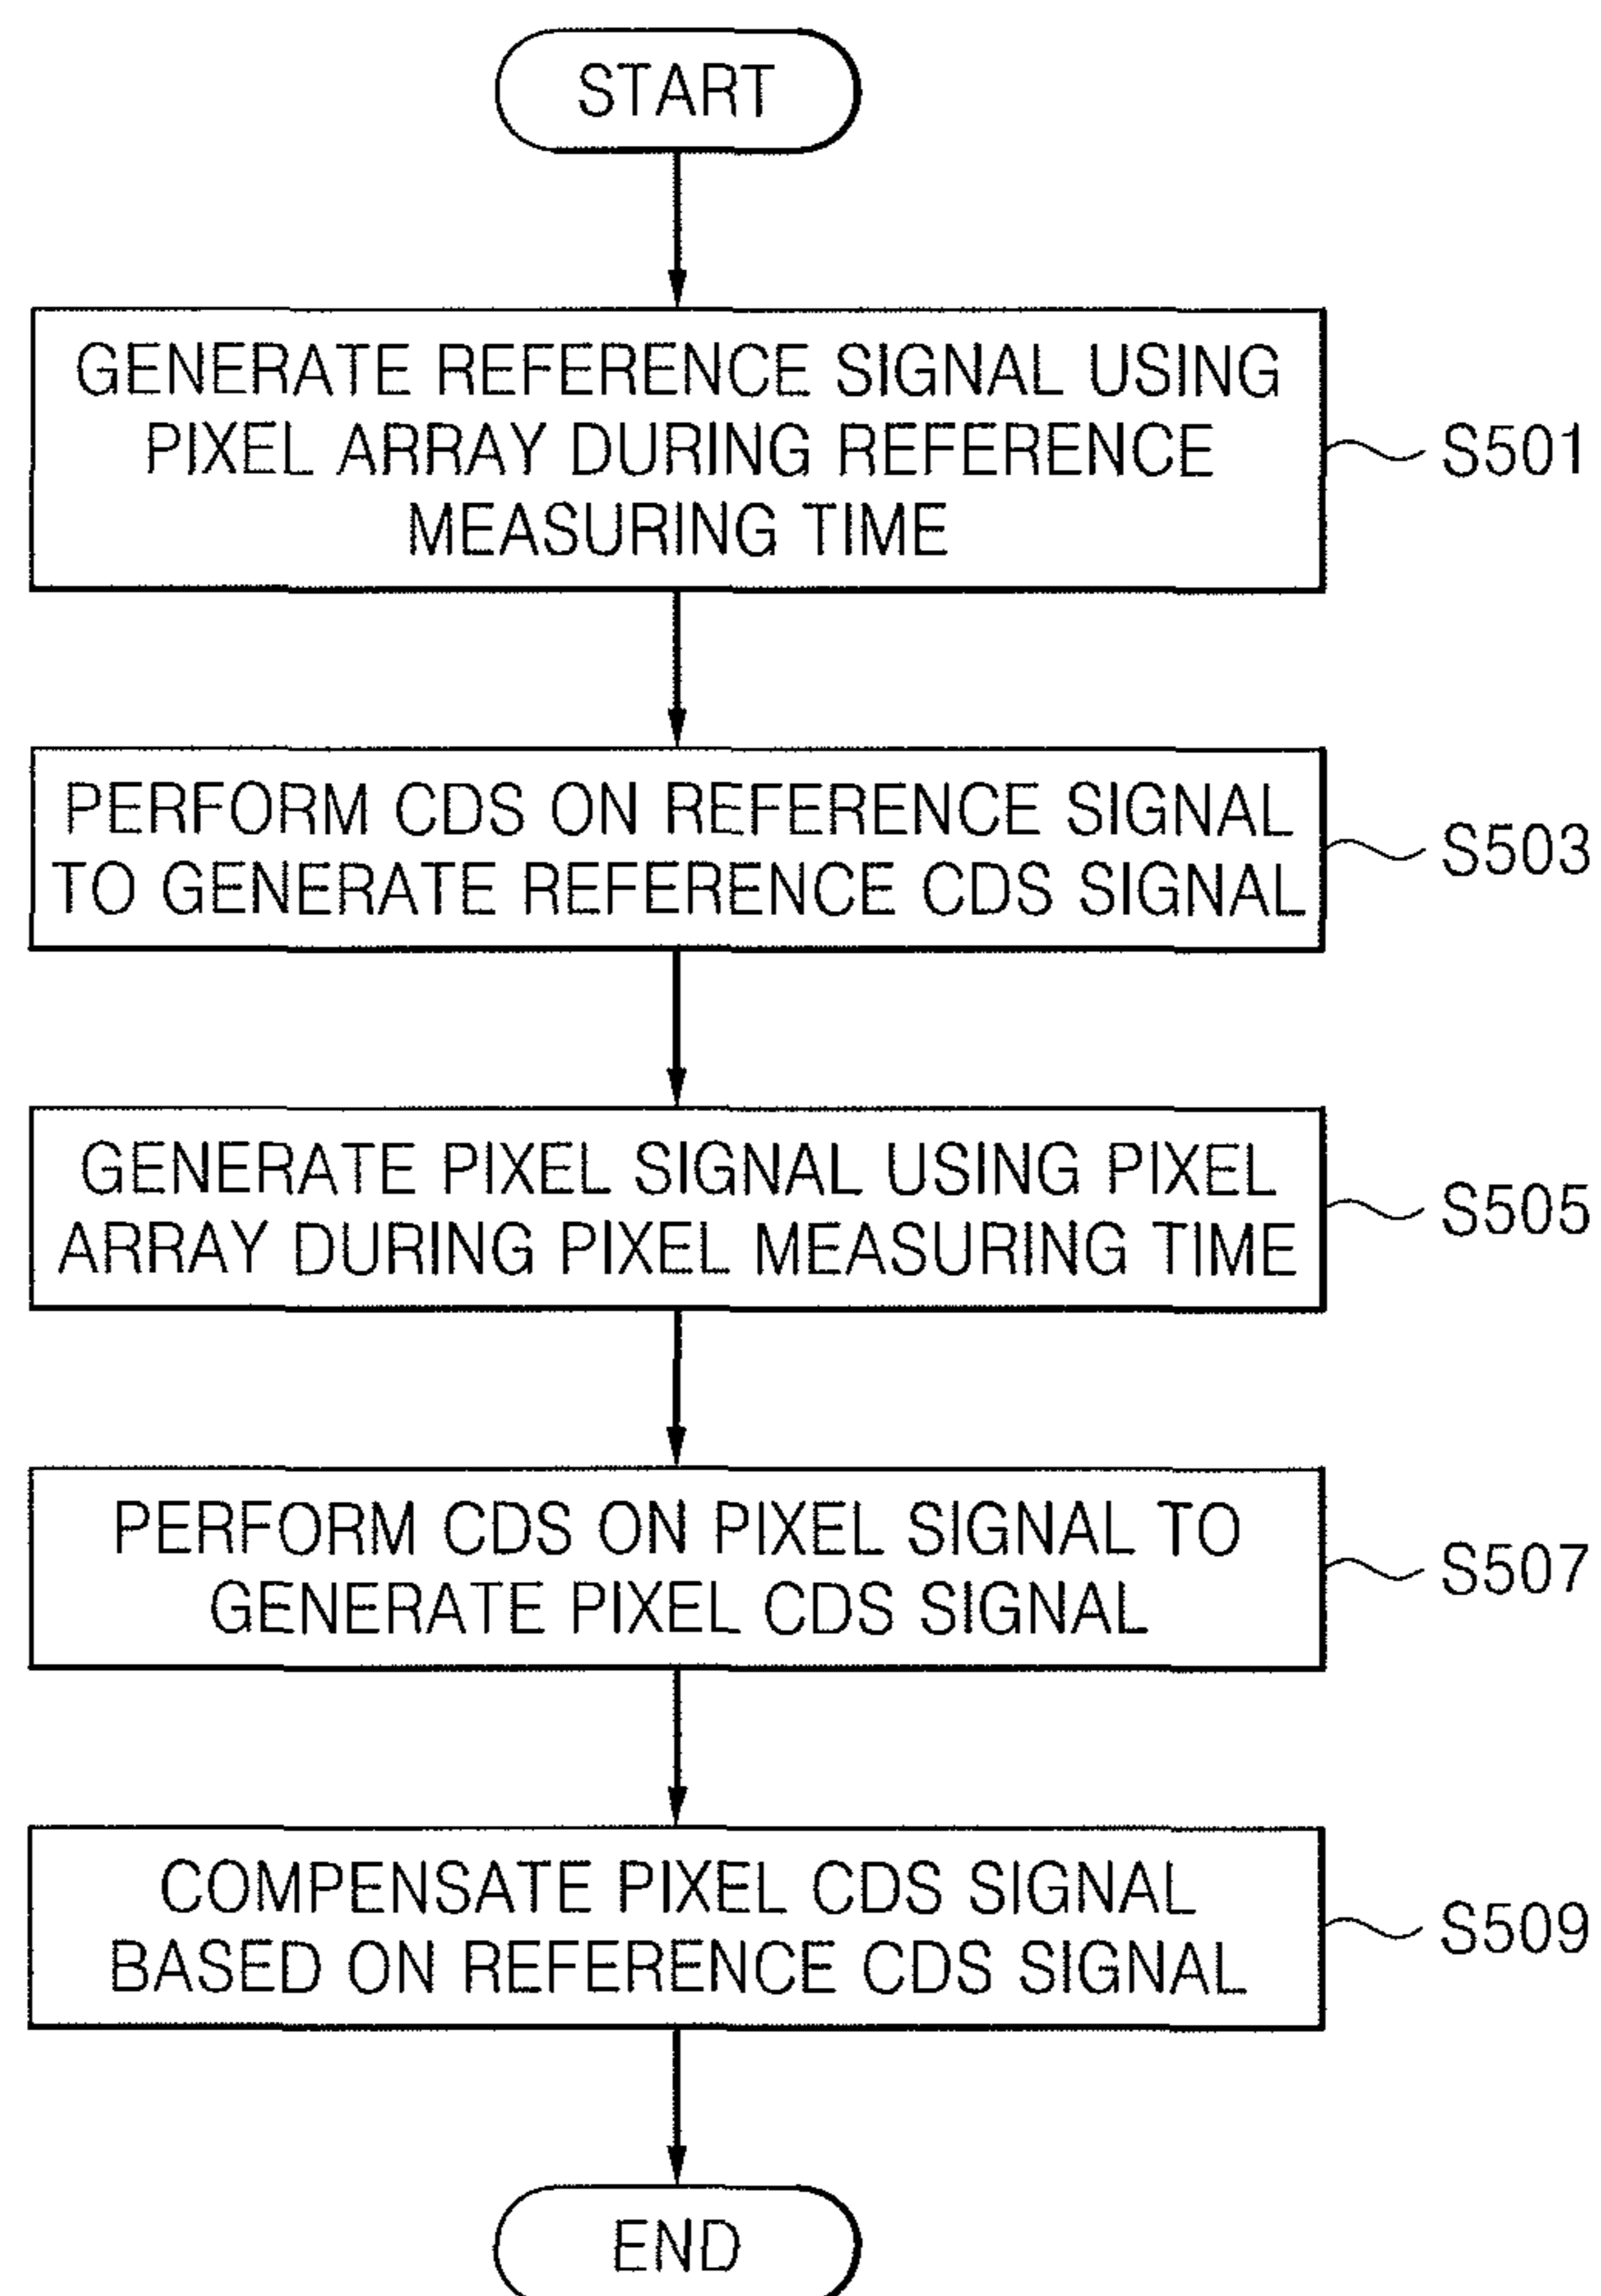 START
GENERATE REFERENCE SIGNAL USING
PIXEL ARRAY DURING REFERENCE
MEASURING TIME
S501
PERFORM CDS ON REFERENCE SIGNAL
TO GENERATE REFERENCE CDS SIGNAL
S503
GENERATE PIXEL SIGNAL USING PIXEL
ARRAY DURING PIXEL MEASURING TIME
S505
PERFORM CDS ON PIXEL SIGNAL TO
GENERATE PIXEL CDS SIGNAL
S507
COMPENSATE PIXEL CDS SIGNAL
BASED ON REFERENCE CDS SIGNAL
S509
END